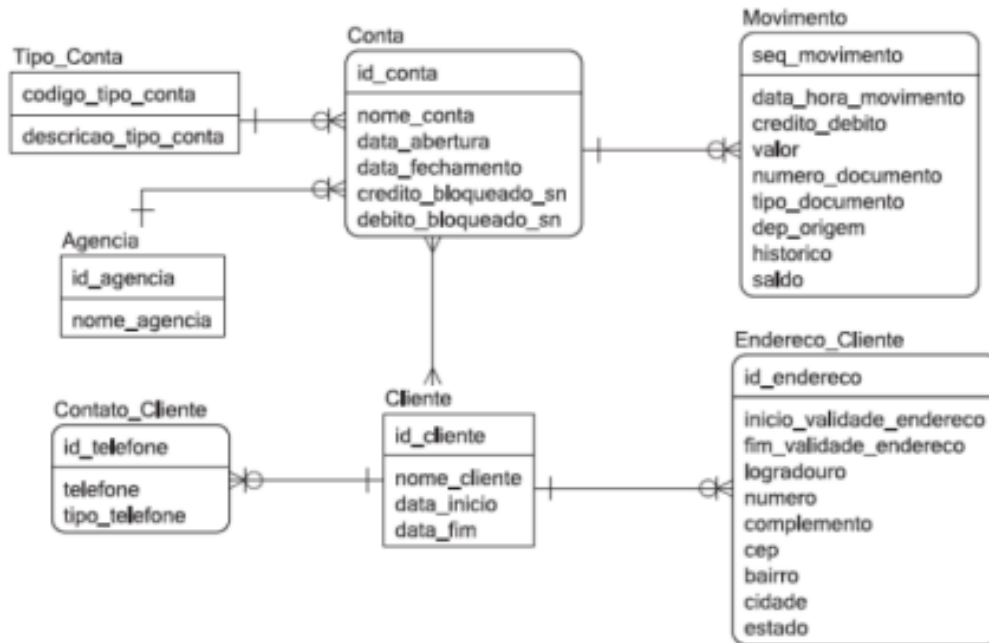 Tipo_Conta
codigo_tipo_conta
descricao_tipo_conta
Conta
id_conta
nome_conta
data_abertura
data_fechamento
credito_bloqueado_sn
debito_bloqueado_sn
Movimento
seq_movimento
data_hora_movimento
credito_debito
valor
numero_documento
tipo_documento
dep_origem
historico
saldo
Agencia
id_agencia
nome_agencia
Contato_Cliente
id_telefone
telefone
tipo_telefone
Cliente
id_cliente
nome_cliente
data_inicio
data_fim
Endereco_Cliente
id_endereco
inicio_validade_endereco
fim_validade_endereco
logradouro
numero
complemento
cep
bairro
cidade
estado